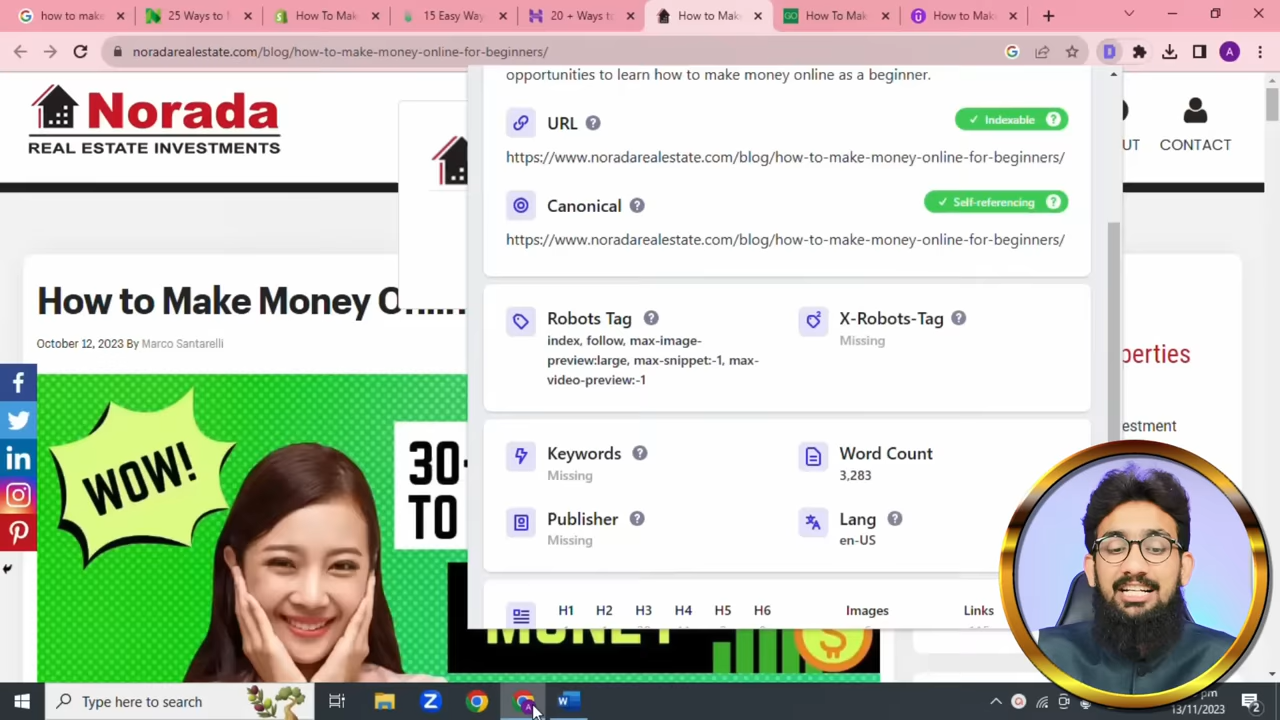 how to make
25 Ways to
How To Mak
15 Easy Way
20 + Ways to
How to Mak
How To Mak
How to Mak
noradarealestate.com/blog/how-to-make-money-online-for-beginners/
D
A
Norada
REAL ESTATE INVESTMENTS
UT
CONTACT
opportunities to learn how to make money online as a beginner.
URL ?
✓ Indexable ?
https://www.noradarealestate.com/blog/how-to-make-money-online-for-beginners/
Canonical ?
✓ Self-referencing ?
https://www.noradarealestate.com/blog/how-to-make-money-online-for-beginners/
How to Make Money
October 12, 2023 By Marco Santarelli
Robots Tag ?
index, follow, max-image-
preview:large, max-snippet:-1, max-
video-preview:-1
X-Robots-Tag ?
Missing
perties
estment
WOW!
30
TO
MONEY
Keywords ?
Missing
Word Count
3,283
Publisher ?
Missing
Lang ?
en-US
H1 H2 H3 H4 H5 H6 Images Links
Type here to search
pm
13/11/2023
2